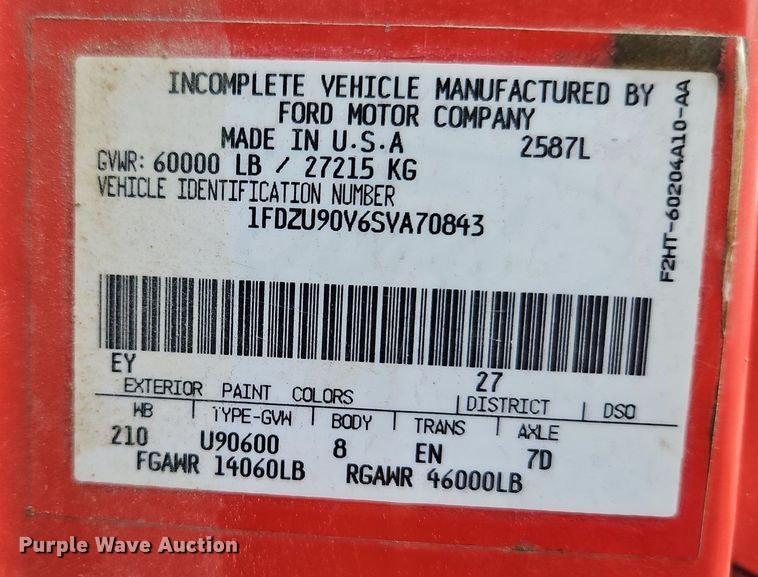 INCOMPLETE VEHICLE MANUFACTURED BY
FORD MOTOR COMPANY
MADE IN U.S.A 2587L
GVWR: 60000 LB / 27215 KG
VEHICLE IDENTIFICATION NUMBER
1FDZU90V6SVA70843
F2HT-60204A10-AA
EY 27
EXTERIOR PAINT COLORS DISTRICT DSO
WB TYPE-GVW BODY TRANS AXLE
210 U90600 8 EN 7D
FGAWR 14060LB RGAWR 46000LB
Purple Wave Auction